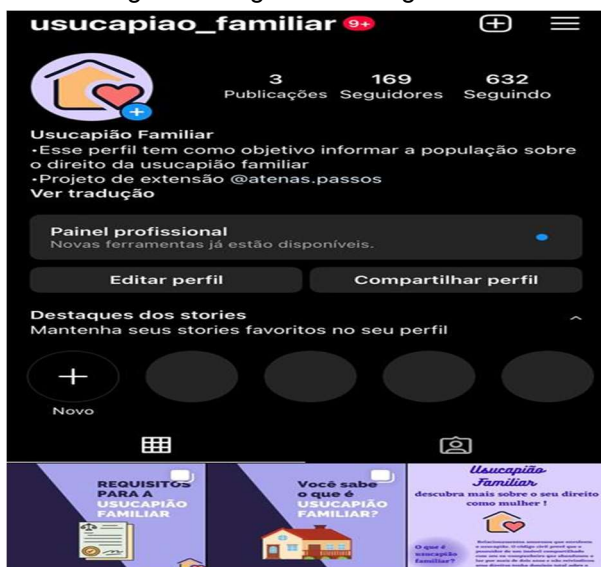 usucapiao_familiar 9+
3 169 632
Publicações Seguidores Seguindo
Usucapião Familiar
•Esse perfil tem como objetivo informar a população sobre
o direito da usucapião familiar
•Projeto de extensão @atenas.passos
Ver tradução
Painel profissional
Novas ferramentas já estão disponíveis.
Editar perfil Compartilhar perfil
Destaques dos stories
Mantenha seus stories favoritos no seu perfil
Novo
REQUISITOS
PARA A
USUCAPIÃO
FAMILIAR
Você sabe
o que é
USUCAPIÃO
FAMILIAR?
Usucapião
Familiar
descubra mais sobre o seu direito
como mulher !
O que é
usucapião
familiar?